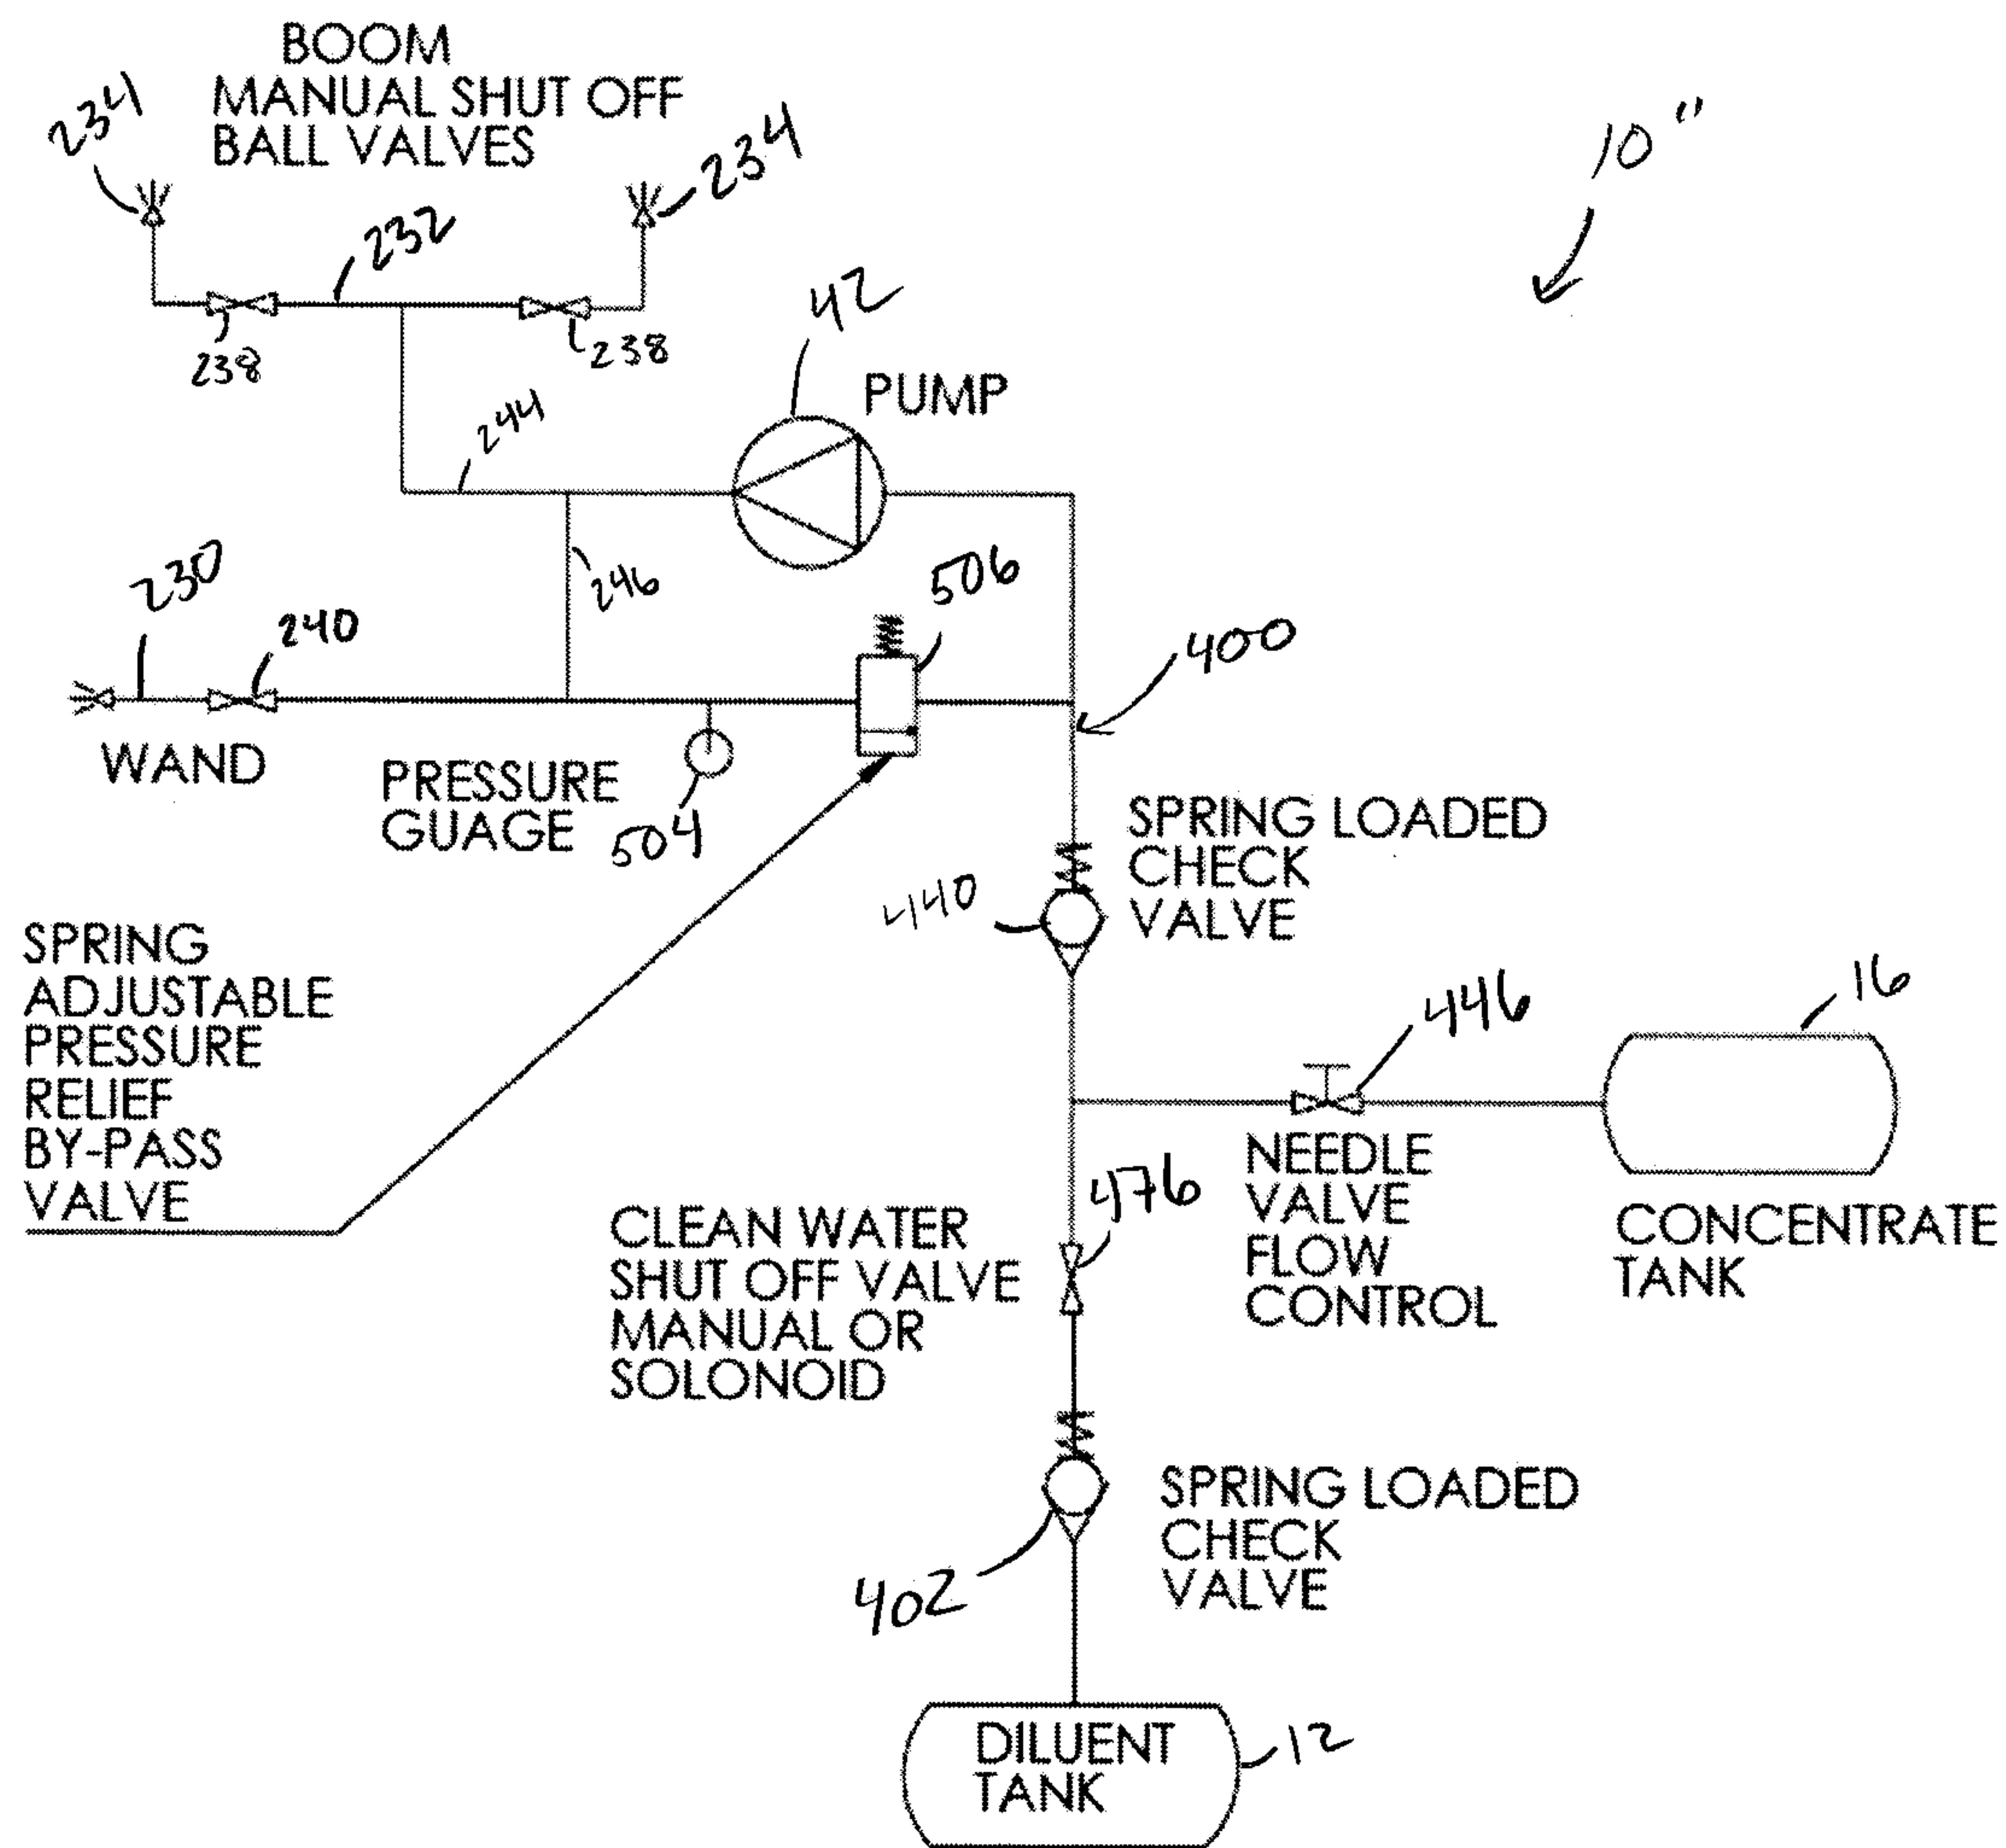 BOOM
MANUAL SHUT OFF
BALL VALVES
234
234
10"
232
238
238
42
PUMP
244
246
230
240
506
400
WAND
PRESSURE
GUAGE
504
SPRING LOADED
CHECK
VALVE
440
SPRING
ADJUSTABLE
PRESSURE
RELIEF
BY-PASS
VALVE
446
16
NEEDLE
VALVE
FLOW
CONTROL
CONCENTRATE
TANK
476
CLEAN WATER
SHUT OFF VALVE
MANUAL OR
SOLONOID
SPRING LOADED
CHECK
VALVE
402
DILUENT
TANK
12